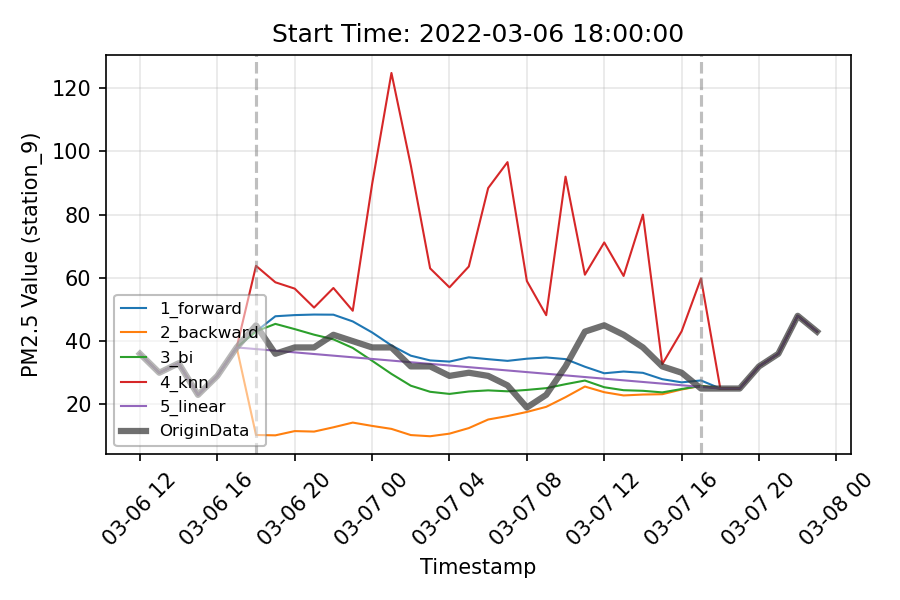 Start Time: 2022-03-06 18:00:00
PM2.5 Value (station_9)
120
100
80
60
40
20
1_forward
2_backward
3_bi
4_knn
5_linear
OriginData
03-06 12
03-06 16
03-06 20
03-07 00
03-07 04
03-07 08
03-07 12
03-07 16
03-07 20
03-08 00
Timestamp